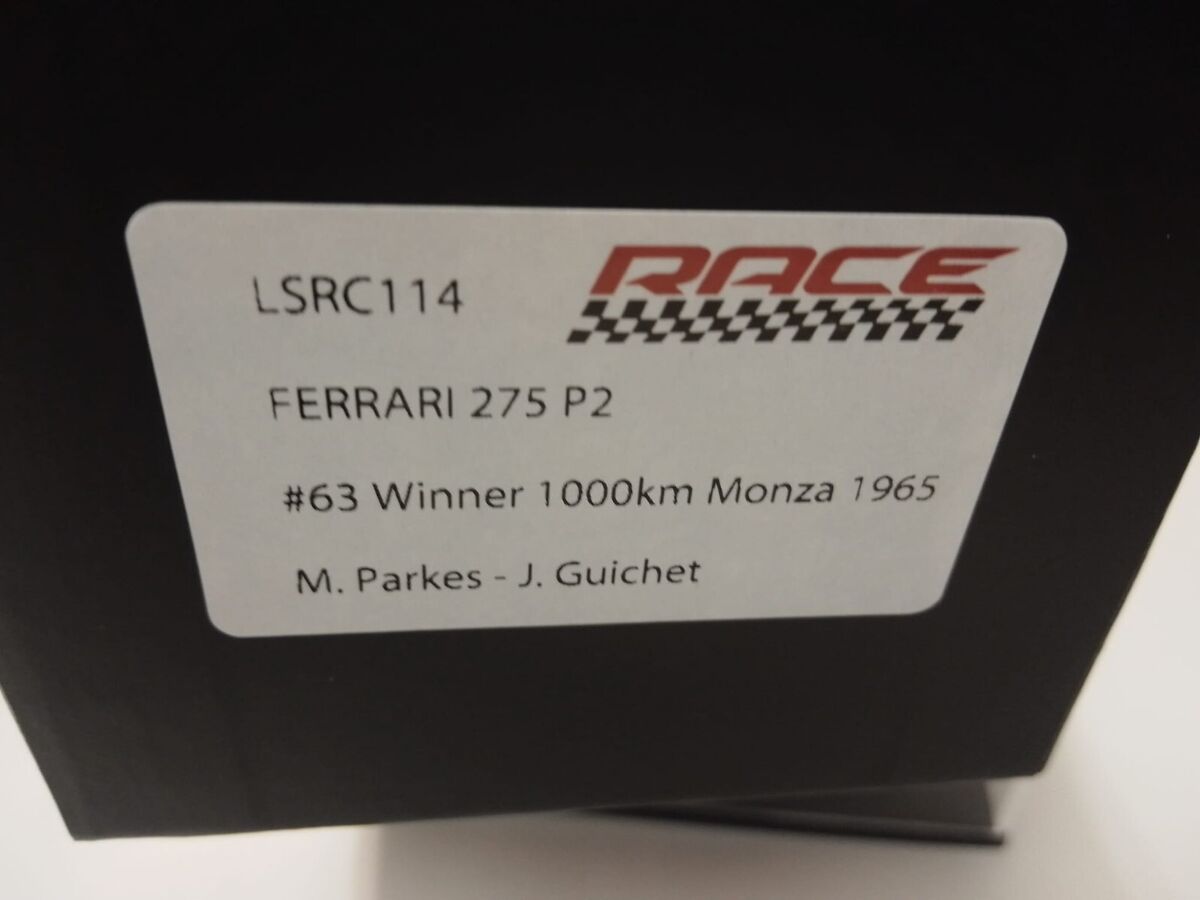 LSRC114
RACE
FERRARI 275 P2
#63 Winner 1000km Monza 1965
M. Parkes - J. Guichet